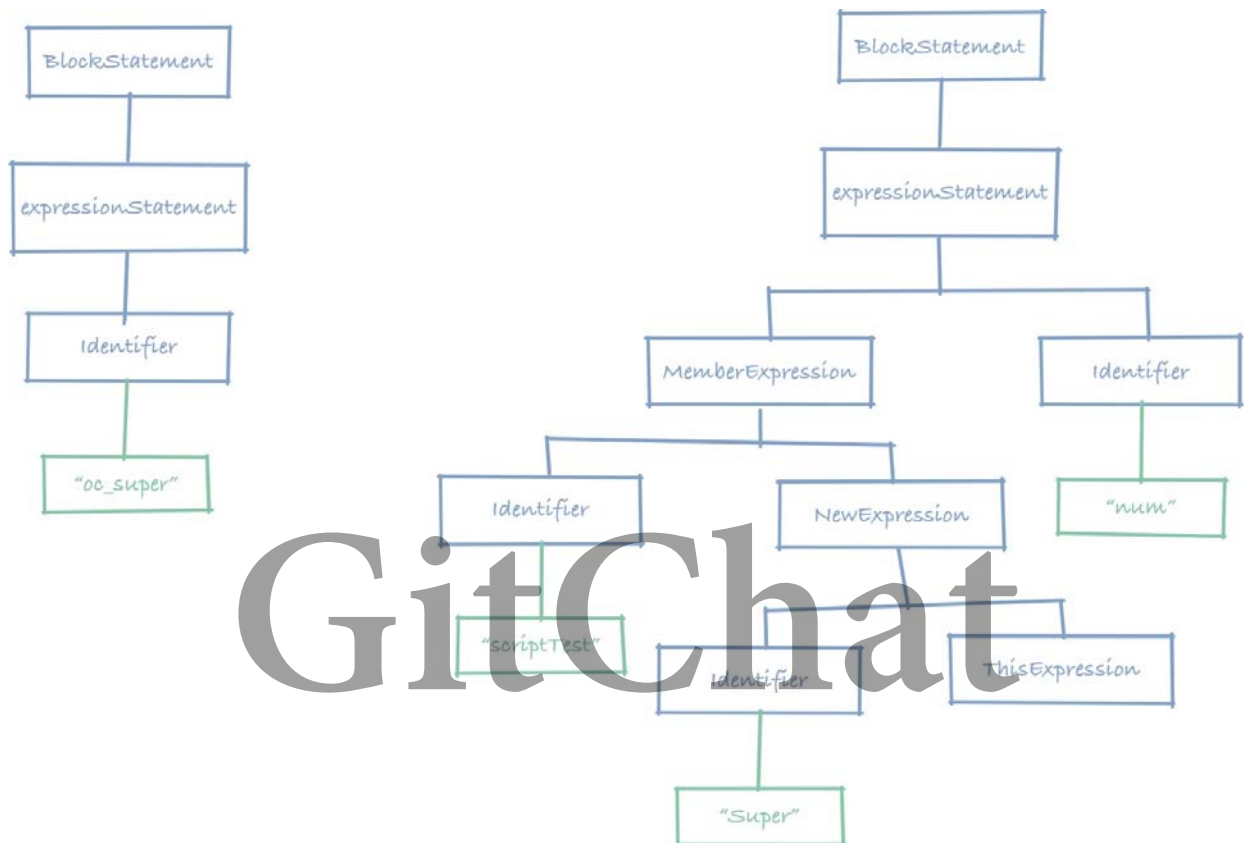 BlockStatement
expressionStatement
Identifier
"oc_super"
BlockStatement
expressionStatement
MemberExpression
Identifier
Identifier
NewExpression
"num"
"scriptTest"
Identifier
ThisExpression
"Super"
GitChat